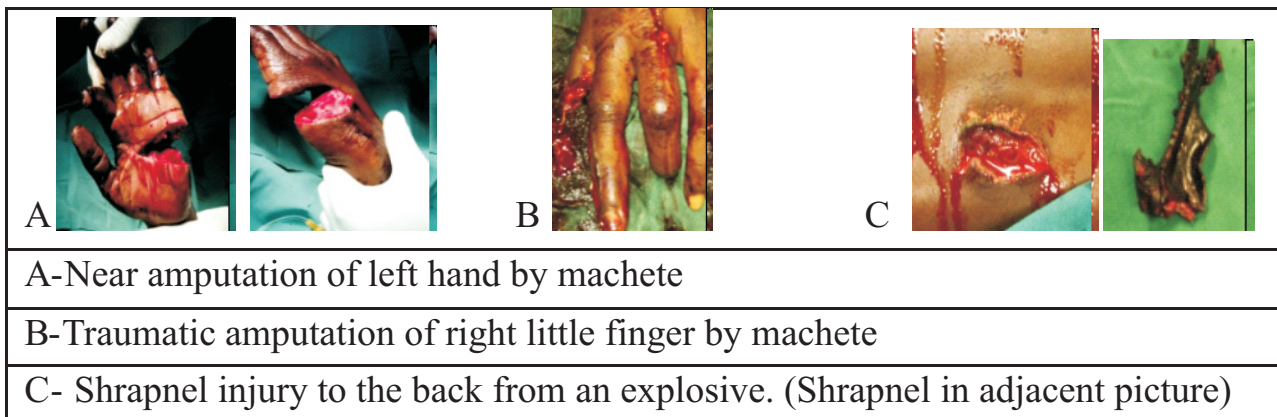 A B C
A-Near amputation of left hand by machete
B-Traumatic amputation of right little finger by machete
C- Shrapnel injury to the back from an explosive. (Shrapnel in adjacent picture)